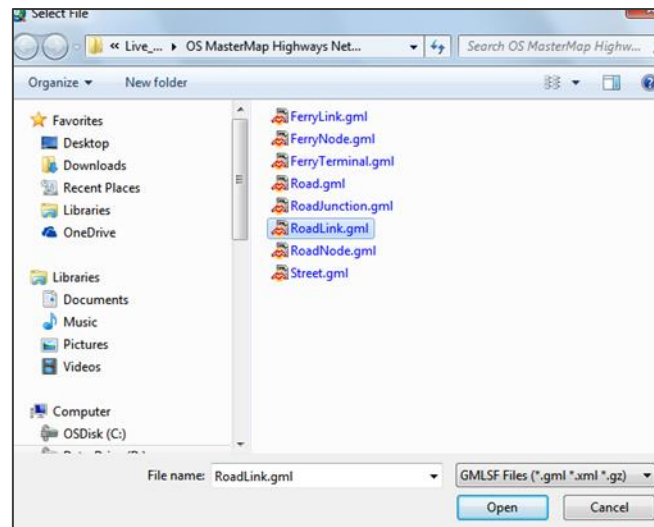 Select File
« Live_... ▸ OS MasterMap Highways Net...
Search OS MasterMap Highw...
Organize
New folder
Favorites
Desktop
Downloads
Recent Places
Libraries
OneDrive
Libraries
Documents
Music
Pictures
Videos
Computer
OSDisk (C:)
FerryLink.gml
FerryNode.gml
FerryTerminal.gml
Road.gml
RoadJunction.gml
RoadLink.gml
RoadNode.gml
Street.gml
File name: RoadLink.gml
GMLSF Files (*.gml *.xml *.gz)
Open
Cancel